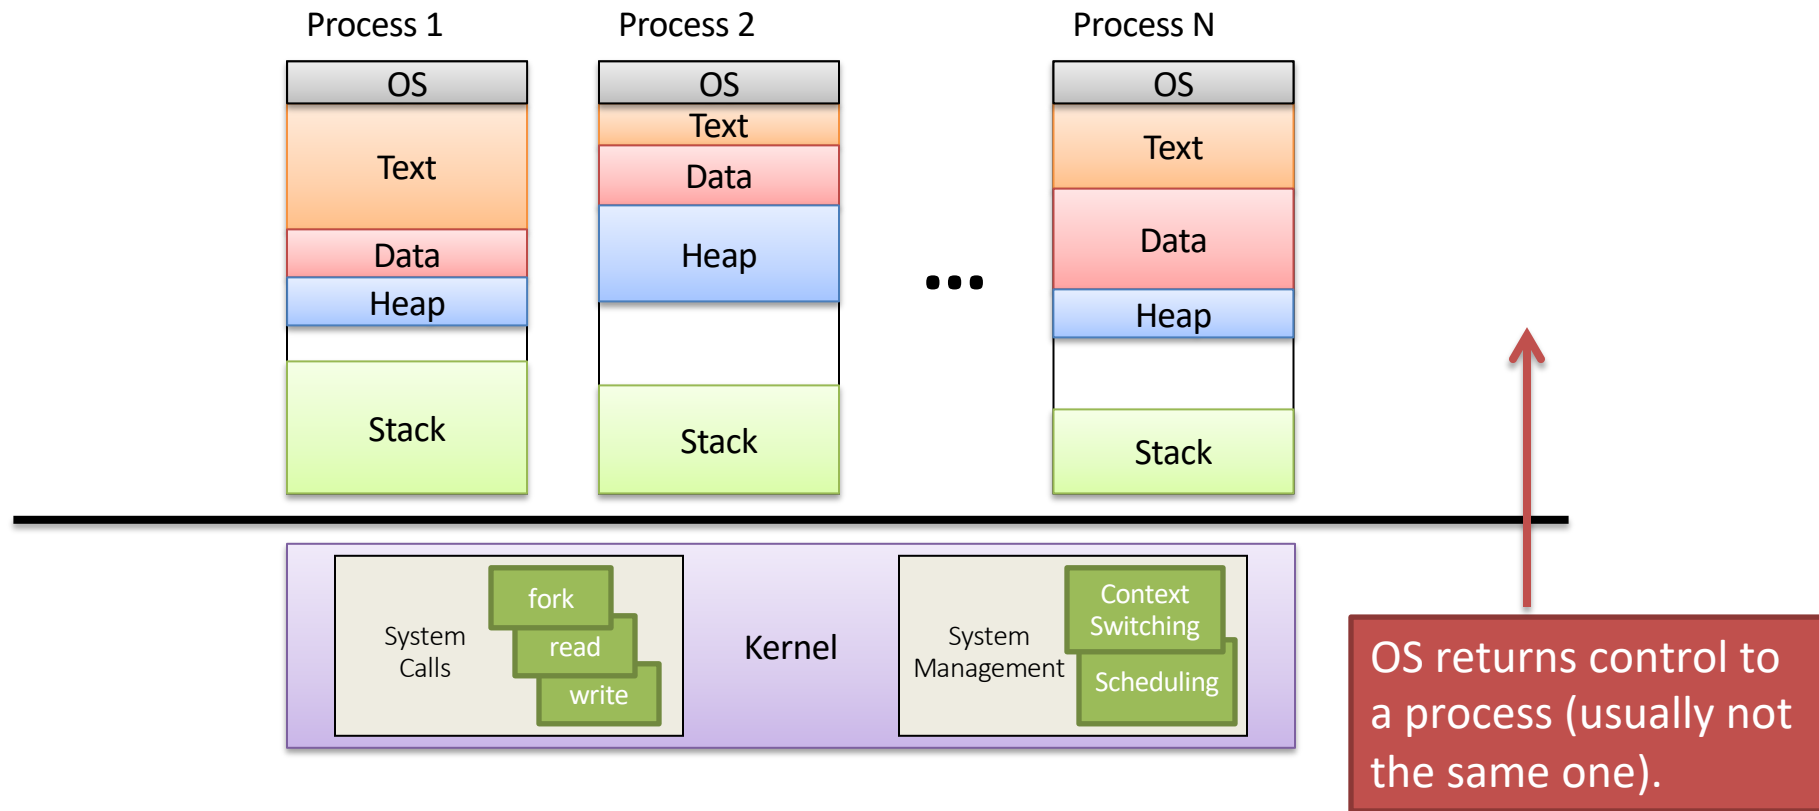 Process 1
Process 2
Process N
OS
Text
Data
Heap
Stack
OS
Text
Data
Heap
Stack
...
OS
Text
Data
Heap
Stack
System
Calls
fork
read
write
Kernel
System
Management
Context
Switching
Scheduling
OS returns control to
a process (usually not
the same one).